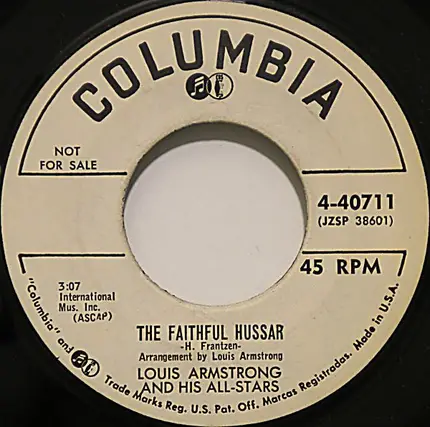 COLUMBIA
NOT
FOR SALE
4-40711
(JZSP 38601)
45 RPM
3:07
International
Mus. Inc.
(ASCAP)
THE FAITHFUL HUSSAR
-H. Frantzen-
Arrangement by Louis Armstrong
LOUIS ARMSTRONG
AND HIS ALL-STARS
"Columbia" and Trade Marks Reg. U.S. Pat. Off. Marcas Registradas. Made in U.S.A.